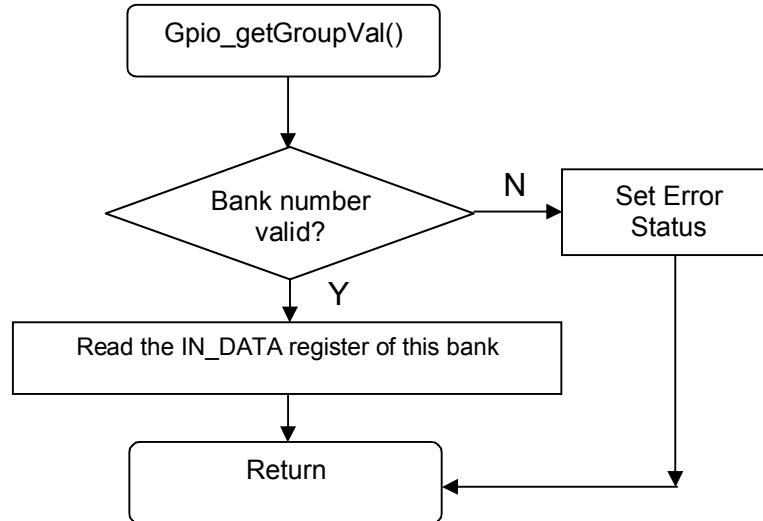 Gpio_getGroupVal()
Bank number
valid?
N
Set Error
Status
Y
Read the IN_DATA register of this bank
Return